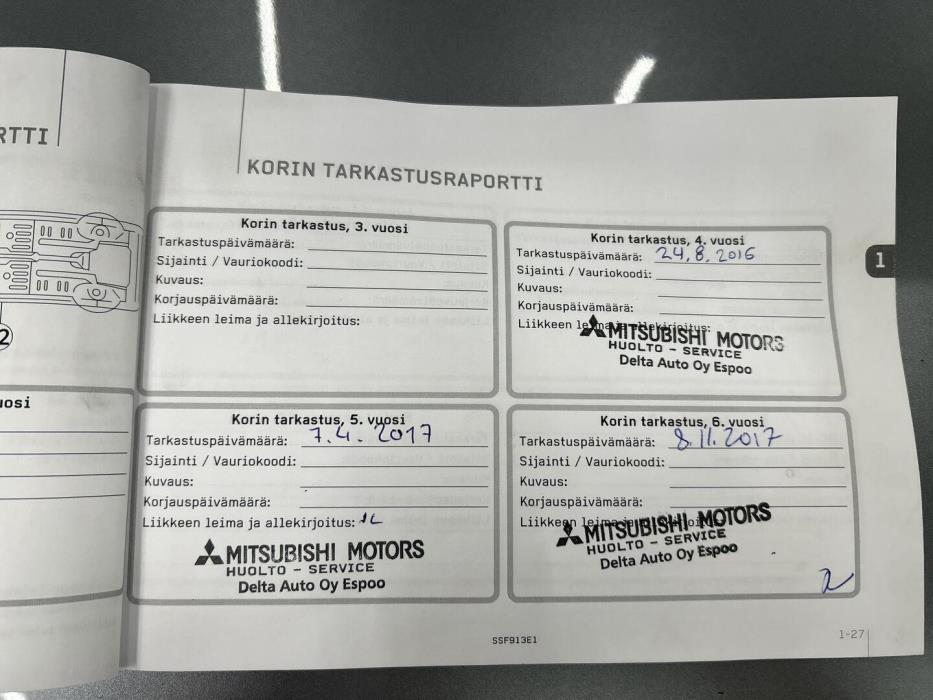 RTTI
2
uosi
KORIN TARKASTUSRAPORTTI
1
Korin tarkastus, 3. vuosi
Tarkastuspäivämäärä:
Sijainti / Vauriokoodi:
Kuvaus:
Korjauspäivämäärä:
Liikkeen leima ja allekirjoitus:
Korin tarkastus, 4. vuosi
Tarkastuspäivämäärä: 24.8.2016
Sijainti / Vauriokoodi:
Kuvaus:
Korjauspäivämäärä:
Liikkeen leima ja allekirjoitus:
MITSUBISHI MOTORS
HUOLTO - SERVICE
Delta Auto Oy Espoo
Korin tarkastus, 5. vuosi
Tarkastuspäivämäärä: 7.4.2017
Sijainti / Vauriokoodi:
Kuvaus:
Korjauspäivämäärä:
Liikkeen leima ja allekirjoitus:
MITSUBISHI MOTORS
HUOLTO - SERVICE
Delta Auto Oy Espoo
Korin tarkastus, 6. vuosi
Tarkastuspäivämäärä: 8.11.2017
Sijainti / Vauriokoodi:
Kuvaus:
Korjauspäivämäärä:
Liikkeen leima ja allekirjoitus:
MITSUBISHI MOTORS
HUOLTO - SERVICE
Delta Auto Oy Espoo
SSF913E1
1-27